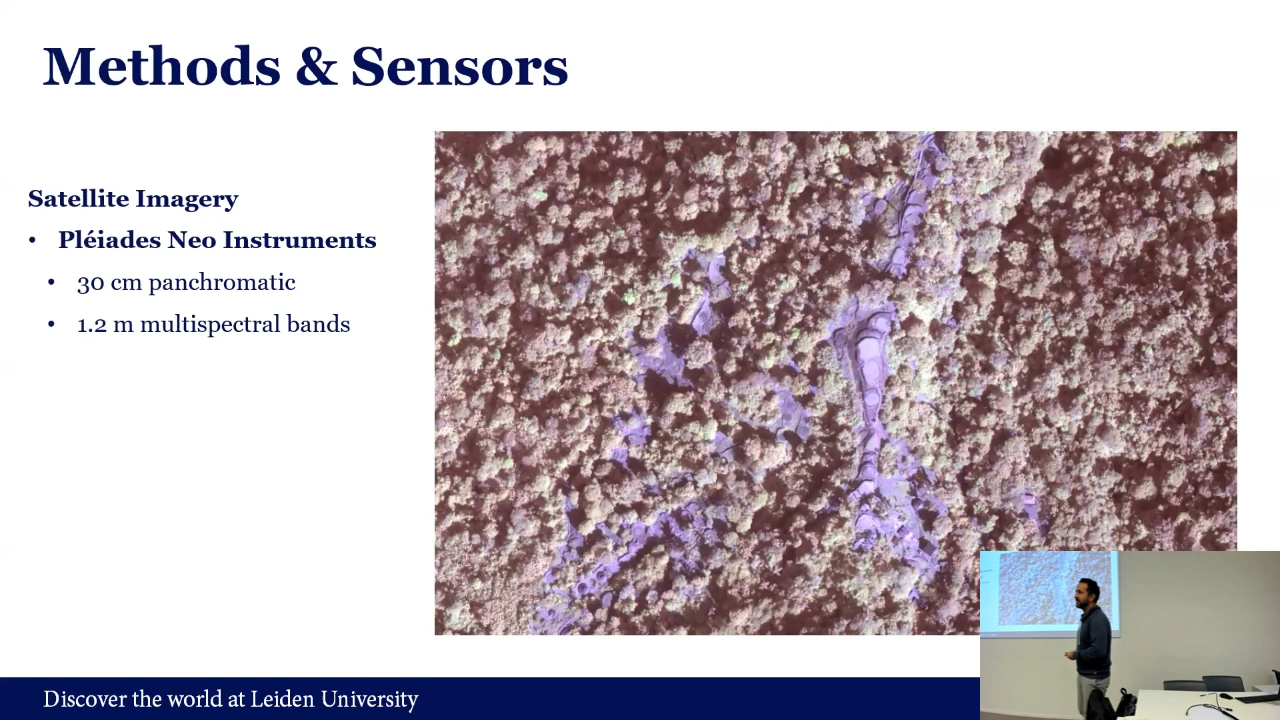 Methods & Sensors
Satellite Imagery
• Pléiades Neo Instruments
• 30 cm panchromatic
• 1.2 m multispectral bands
Discover the world at Leiden University